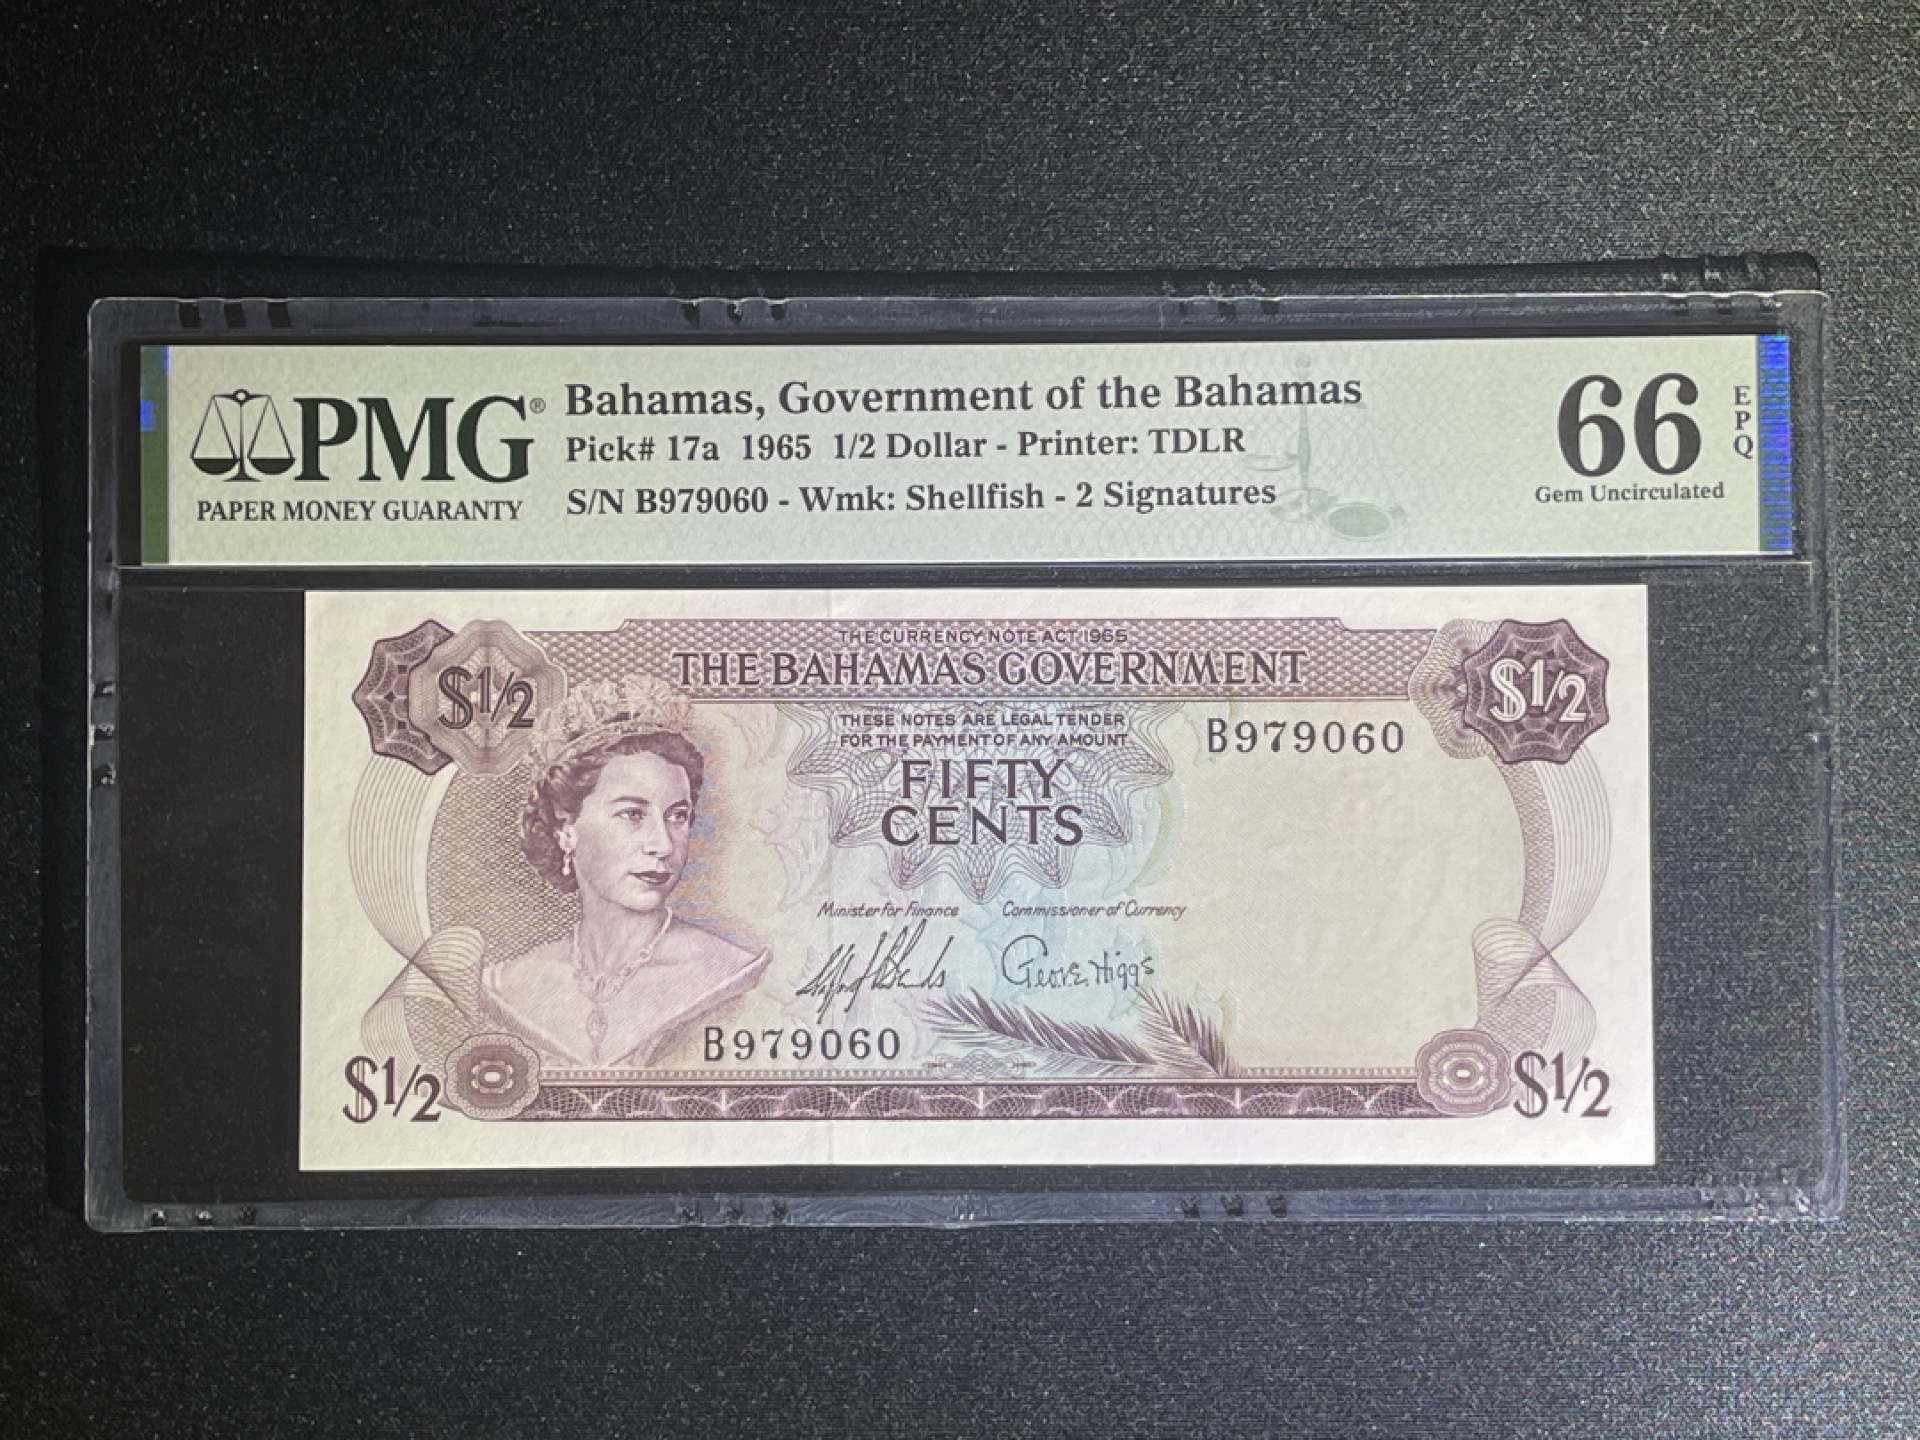 PMG®
PAPER MONEY GUARANTY
Bahamas, Government of the Bahamas
Pick# 17a 1965 1/2 Dollar - Printer: TDLR
S/N B979060 - Wmk: Shellfish - 2 Signatures
66
EPQ
Gem Uncirculated
THE CURRENCY NOTE ACT 1965
THE BAHAMAS GOVERNMENT
$1/2
$1/2
THESE NOTES ARE LEGAL TENDER
FOR THE PAYMENT OF ANY AMOUNT
B979060
FIFTY
CENTS
Minister for Finance
Commissioner of Currency
Geo. E. Higgs
B979060
$1/2
$1/2